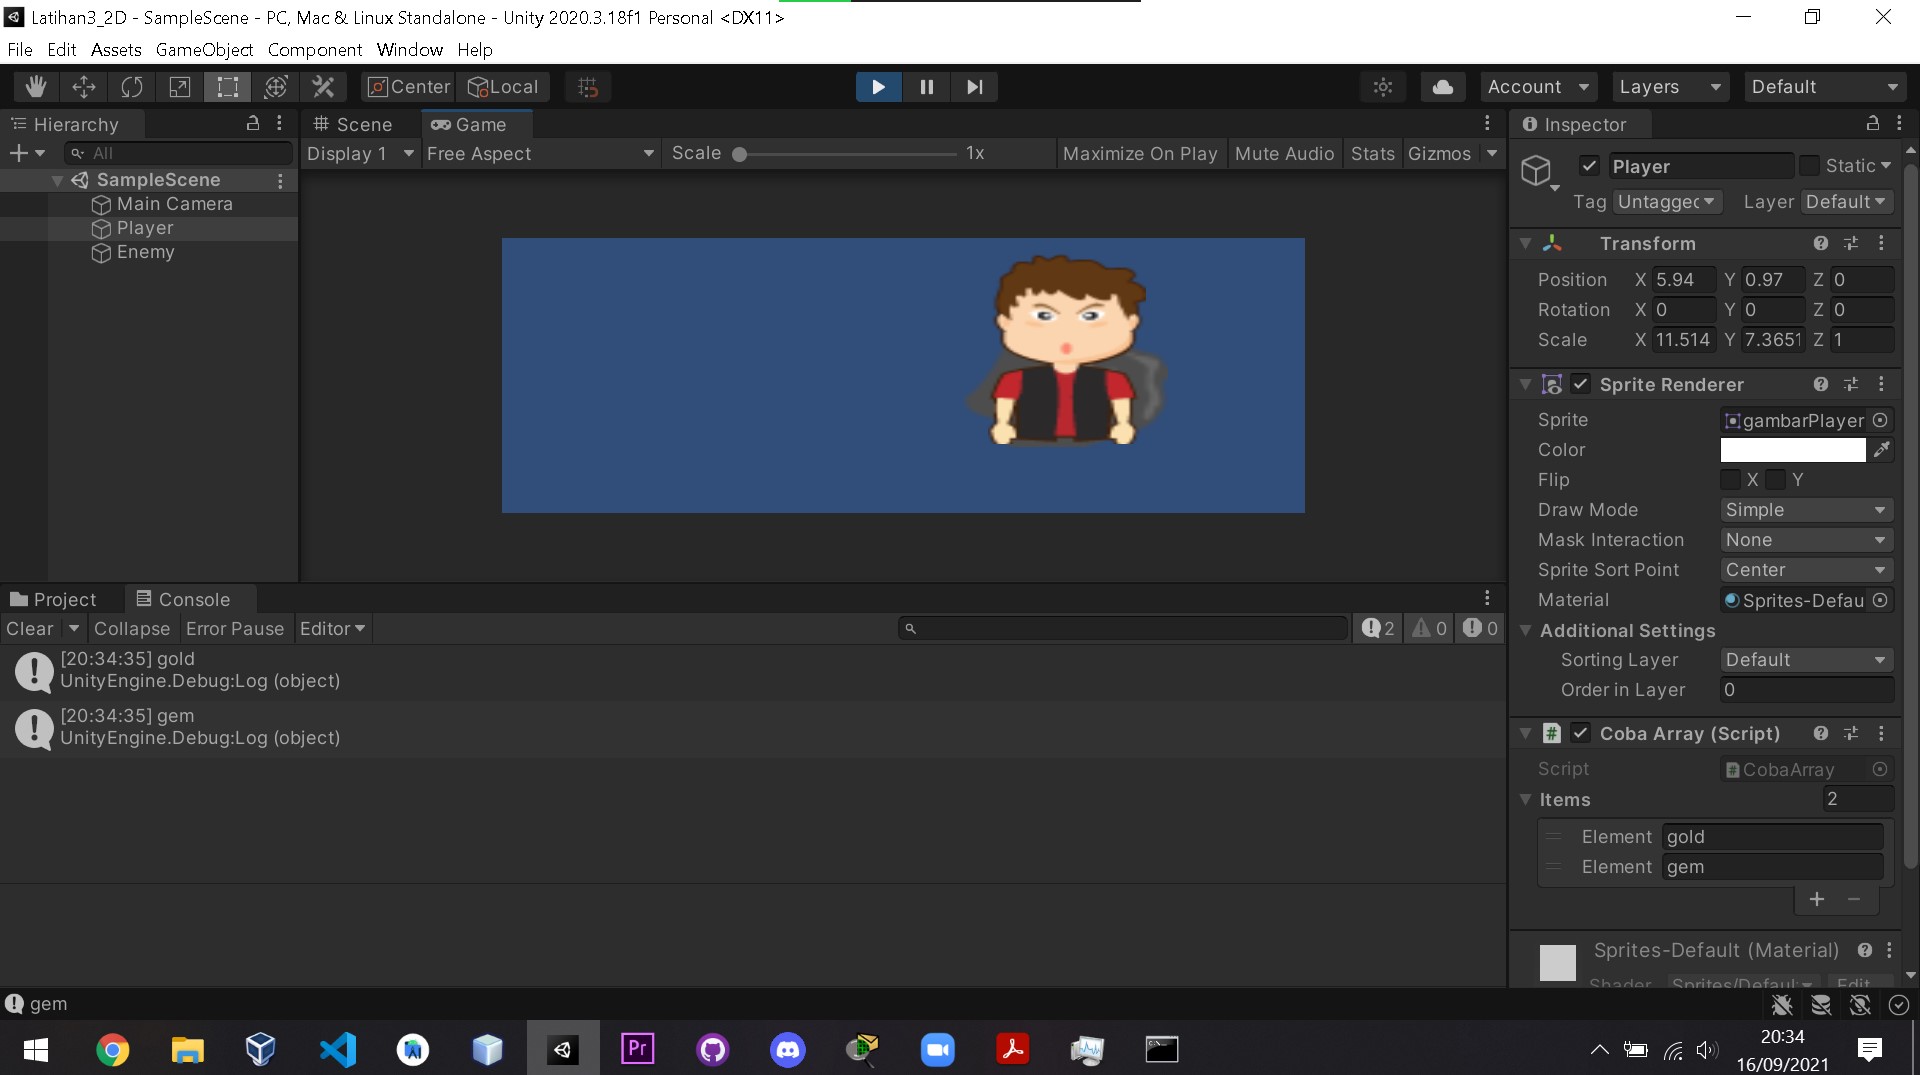 Latihan3_2D - SampleScene - PC, Mac & Linux Standalone - Unity 2020.3.18f1 Personal <DX11>
File Edit Assets GameObject Component Window Help
Center Local Account Layers Default
Hierarchy
All
SampleScene
Main Camera
Player
Enemy
Scene Game
Display 1 Free Aspect Scale 1x Maximize On Play Mute Audio Stats Gizmos
Project Console
Clear Collapse Error Pause Editor 2 0 0
[20:34:35] gold
UnityEngine.Debug:Log (object)
[20:34:35] gem
UnityEngine.Debug:Log (object)
gem
Inspector
Player Static
Tag Untagged Layer Default
Transform
Position X 5.94 Y 0.97 Z 0
Rotation X 0 Y 0 Z 0
Scale X 11.514 Y 7.3651 Z 1
Sprite Renderer
Sprite gambarPlayer
Color
Flip X Y
Draw Mode Simple
Mask Interaction None
Sprite Sort Point Center
Material Sprites-Defau
Additional Settings
Sorting Layer Default
Order in Layer 0
Coba Array (Script)
Script CobaArray
Items 2
Element gold
Element gem
+ −
Sprites-Default (Material)
Shader Sprites/Default Edit
Pr
20:34
16/09/2021